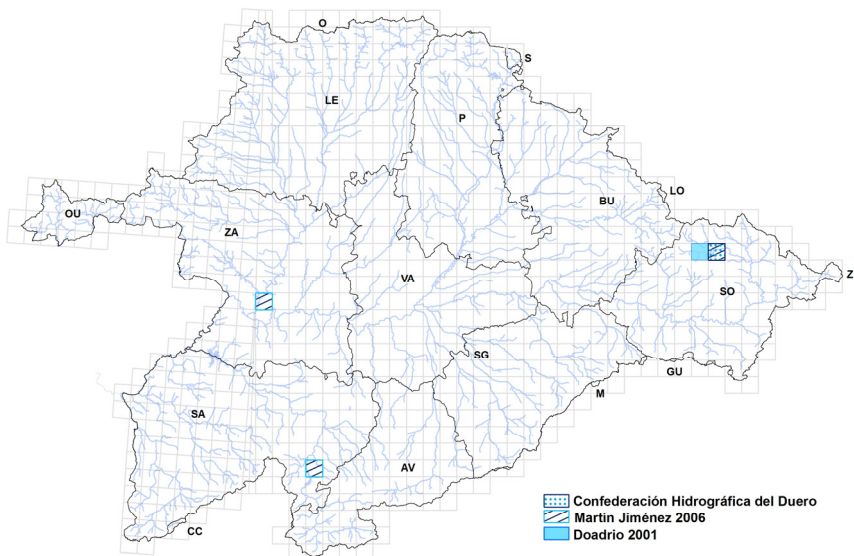 O
S
LE
P
LO
OU
BU
ZA
Z
VA
SO
SG
GU
M
SA
AV
CC
Confederación Hidrográfica del Duero
Martín Jiménez 2006
Doadrio 2001